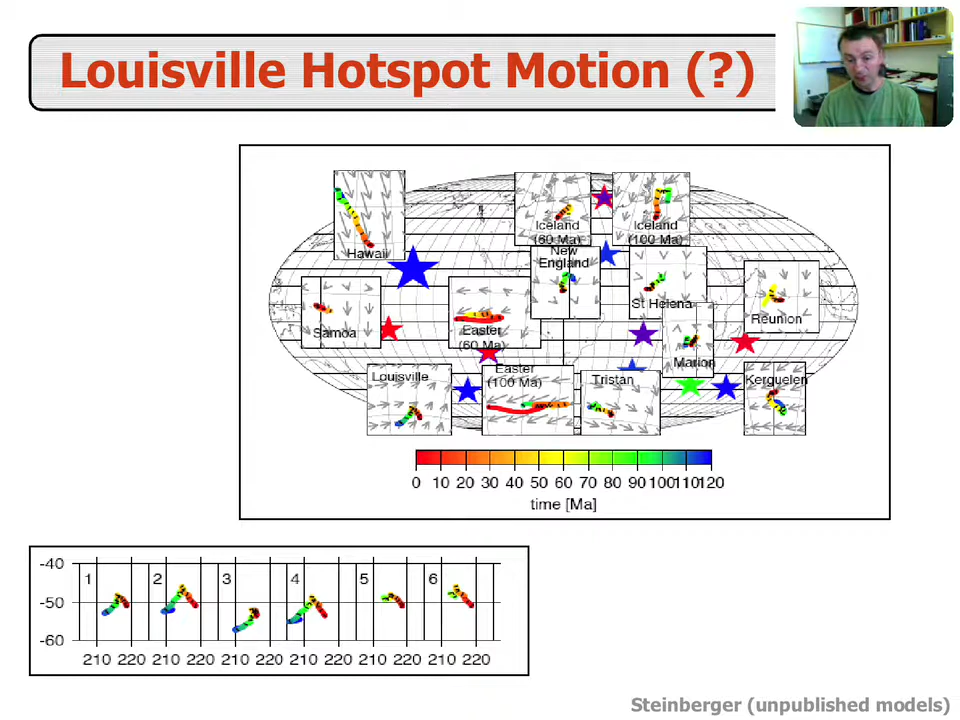 Louisville Hotspot Motion (?)
Hawaii
Iceland
(60 Ma)
Iceland
(100 Ma)
New
England
St Helena
Reunion
Samoa
Easter
(60 Ma)
Marion
Louisville
Easter
(100 Ma)
Tristan
Kerguelen
0 10 20 30 40 50 60 70 80 90 100 110 120
time [Ma]
-40
1 2 3 4 5 6
-50
-60
210 220 210 220 210 220 210 220 210 220 210 220
Steinberger (unpublished models)